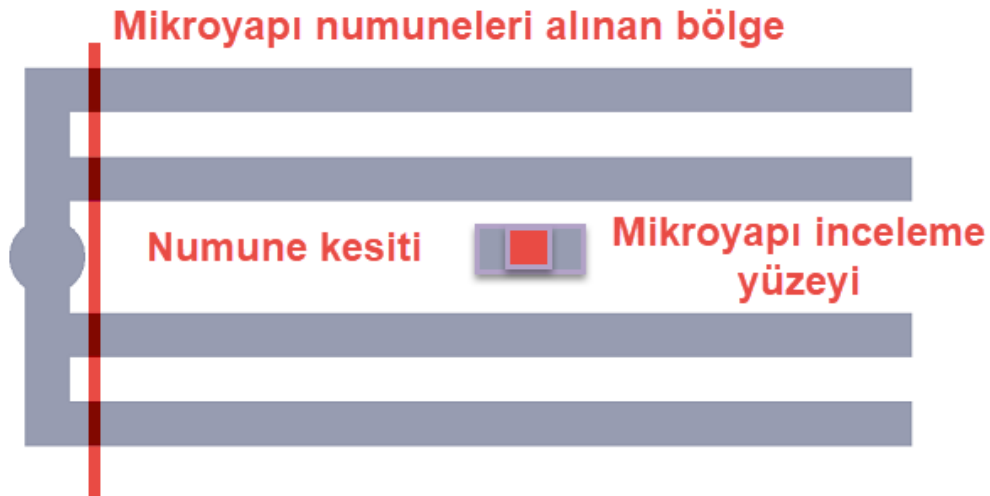 Mikroyapı numuneleri alınan bölge
Numune kesiti
Mikroyapı inceleme
yüzeyi